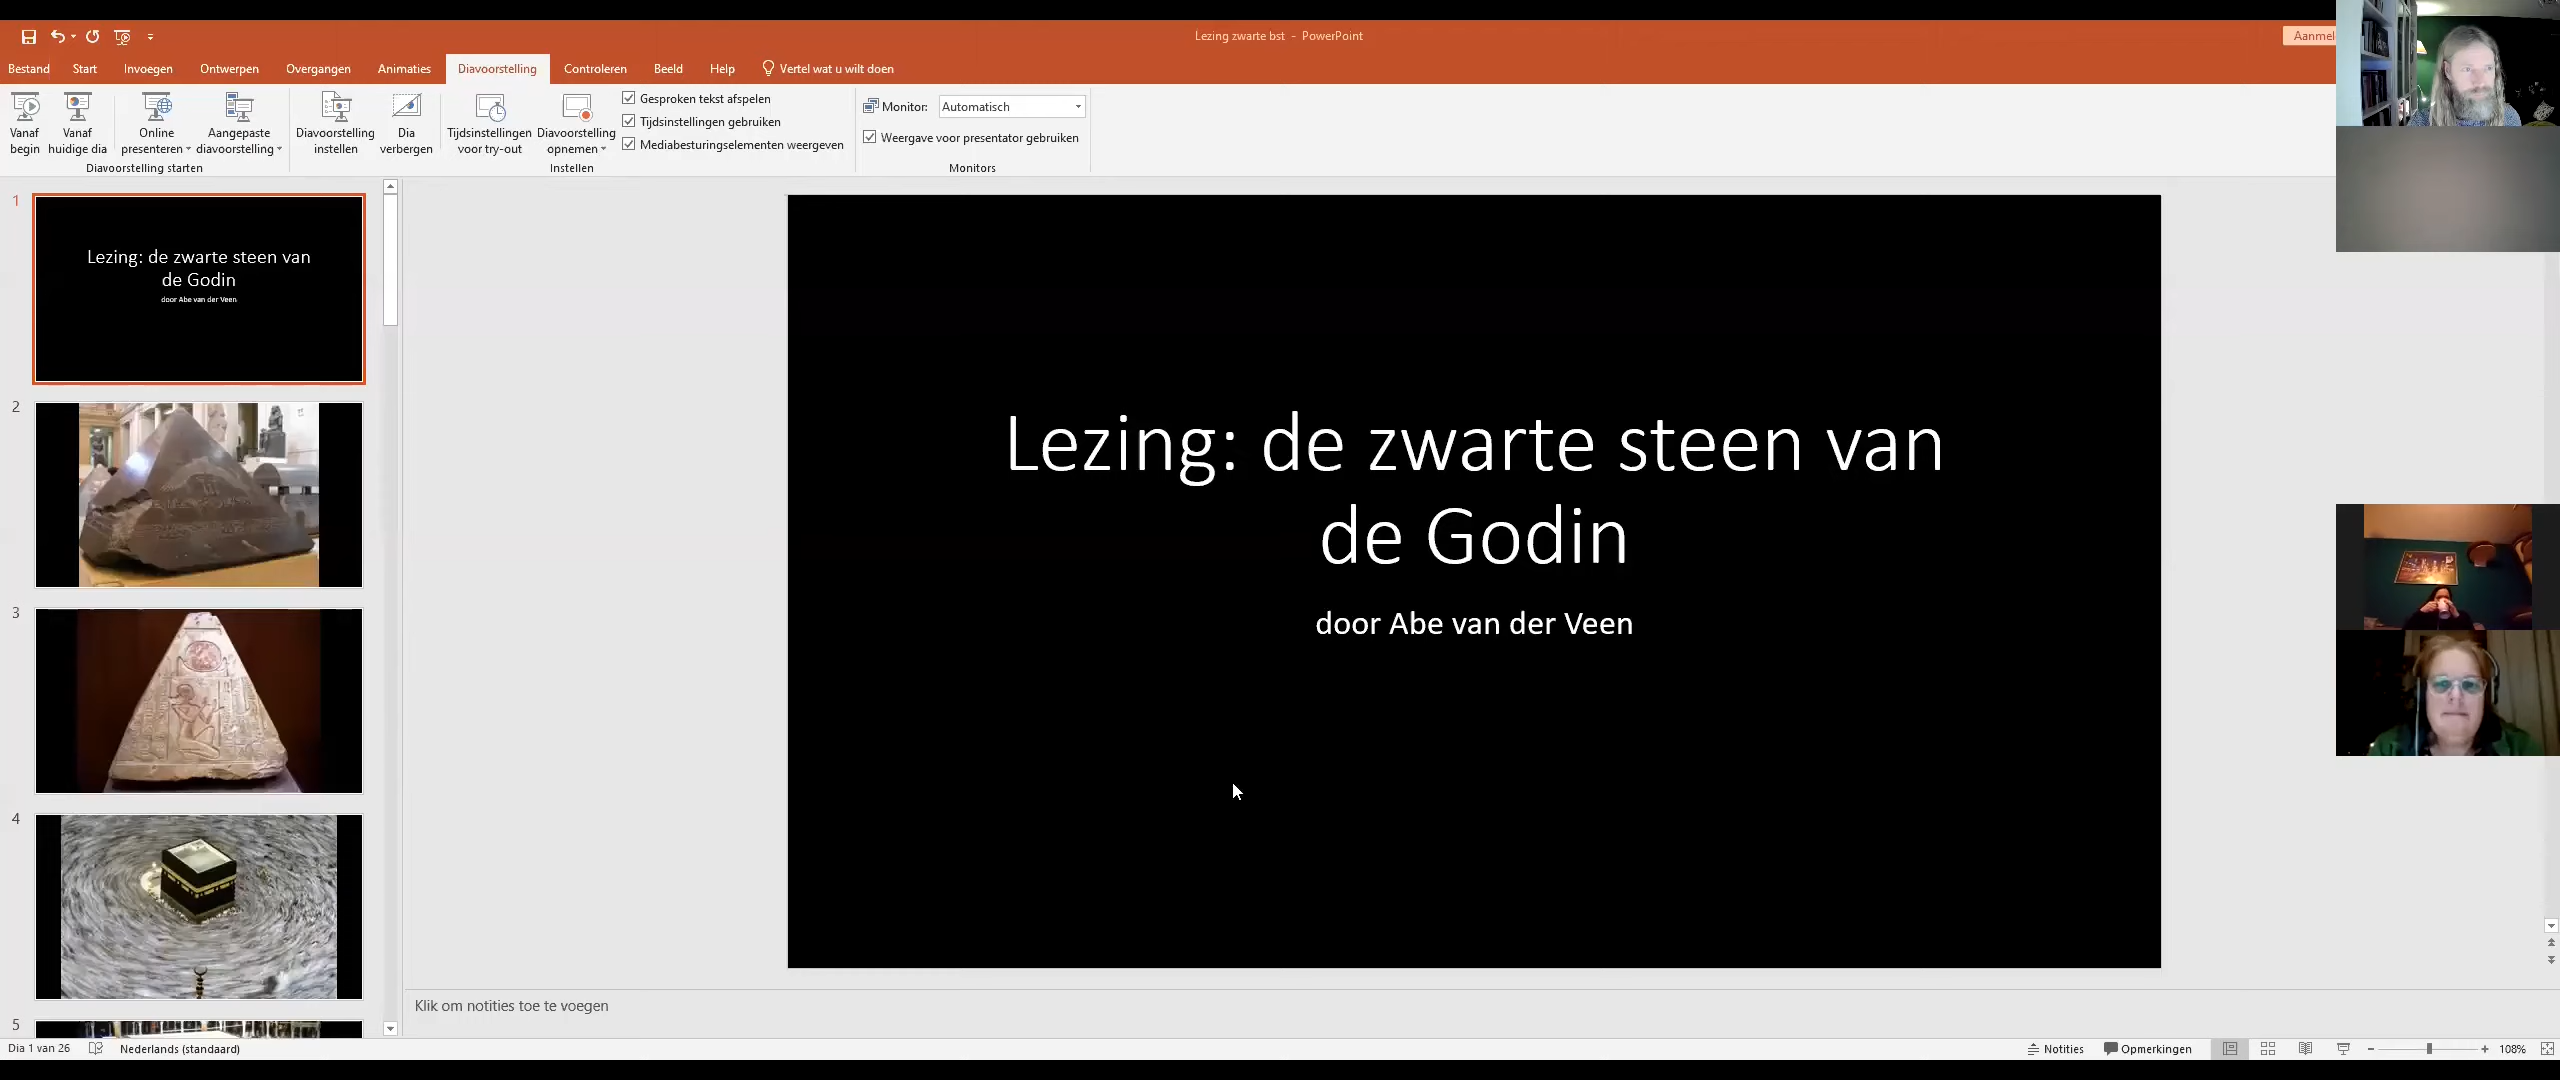 Lezing zwarte bst - PowerPoint
Aanmel
Bestand Start Invoegen Ontwerpen Overgangen Animaties Diavoorstelling Controleren Beeld Help Vertel wat u wilt doen
Vanaf begin
Vanaf huidige dia
Online presenteren
Aangepaste diavoorstelling
Diavoorstelling starten
Diavoorstelling instellen
Dia verbergen
Tijdsinstellingen voor try-out
Diavoorstelling opnemen
Gesproken tekst afspelen
Tijdsinstellingen gebruiken
Mediabesturingselementen weergeven
Instellen
Monitor: Automatisch
Weergave voor presentator gebruiken
Monitors
1
Lezing: de zwarte steen van
de Godin
door Abe van der Veen
2
3
4
5
Lezing: de zwarte steen van
de Godin
door Abe van der Veen
Klik om notities toe te voegen
Dia 1 van 26 Nederlands (standaard) Notities Opmerkingen 108%